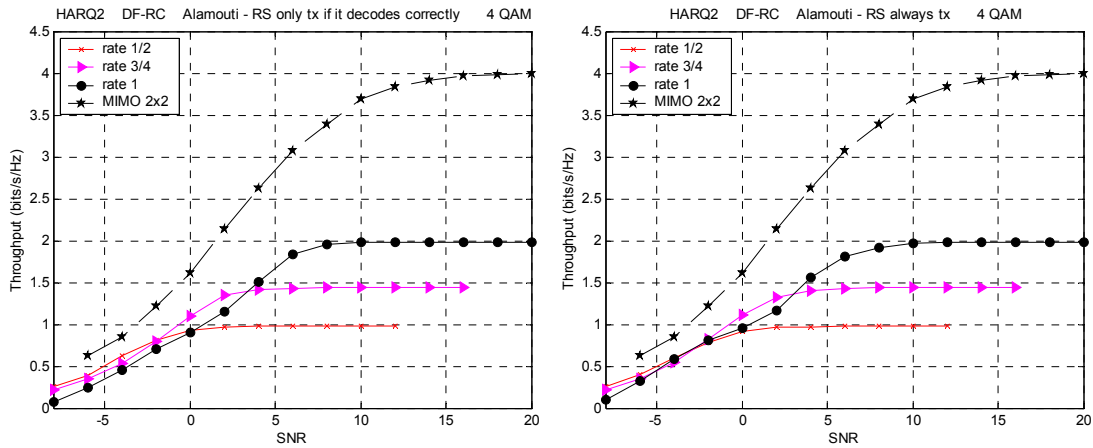 HARQ2 DF-RC Alamouti - RS only tx if it decodes correctly 4 QAM
4.5
4
3.5
3
2.5
2
1.5
1
0.5
0
Throughput (bits/s/Hz)
rate 1/2
rate 3/4
rate 1
MIMO 2x2
-5 0 5 10 15 20
SNR
HARQ2 DF-RC Alamouti - RS always tx 4 QAM
4.5
4
3.5
3
2.5
2
1.5
1
0.5
0
Throughput (bits/s/Hz)
rate 1/2
rate 3/4
rate 1
MIMO 2x2
-5 0 5 10 15 20
SNR